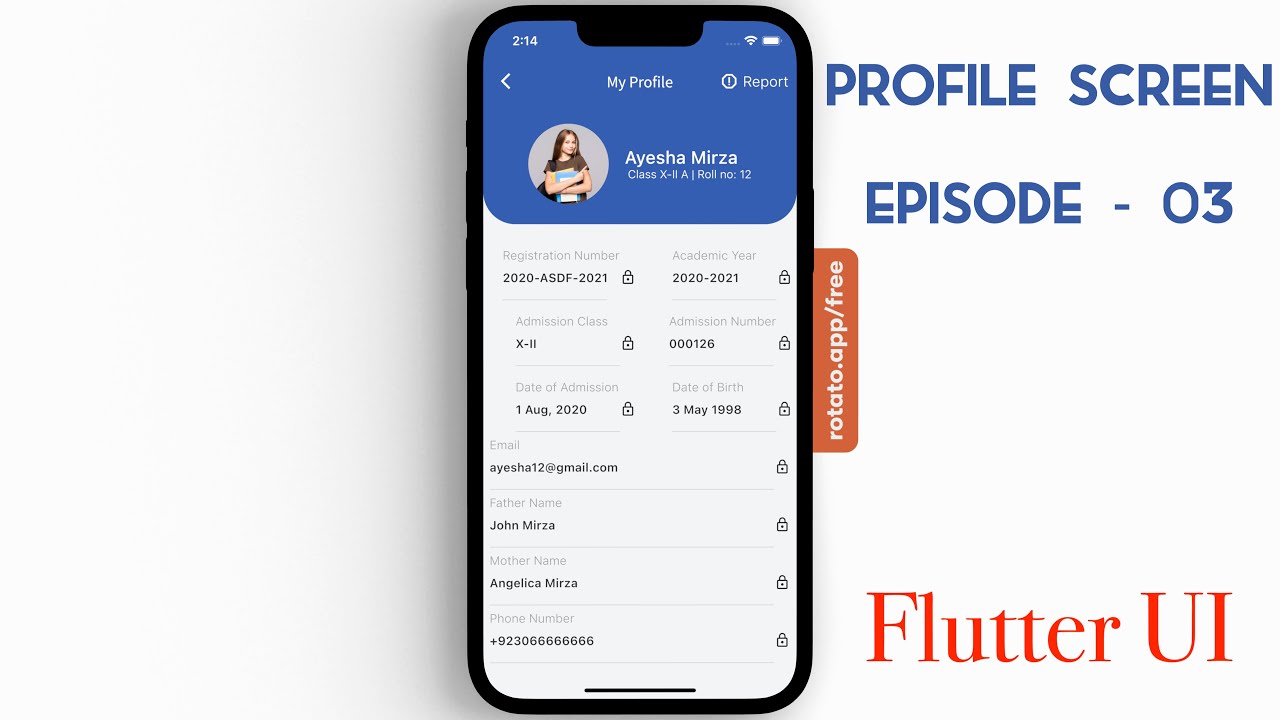 2:14
My Profile
Report
Ayesha Mirza
Class X-II A | Roll no: 12
Registration Number
Academic Year
2020-ASDF-2021
2020-2021
Admission Class
Admission Number
X-II
000126
Date of Admission
Date of Birth
1 Aug, 2020
3 May 1998
Email
ayesha12@gmail.com
Father Name
John Mirza
Mother Name
Angelica Mirza
Phone Number
+923066666666
PROFILE SCREEN
EPISODE - 03
rotato.app/free
Flutter UI